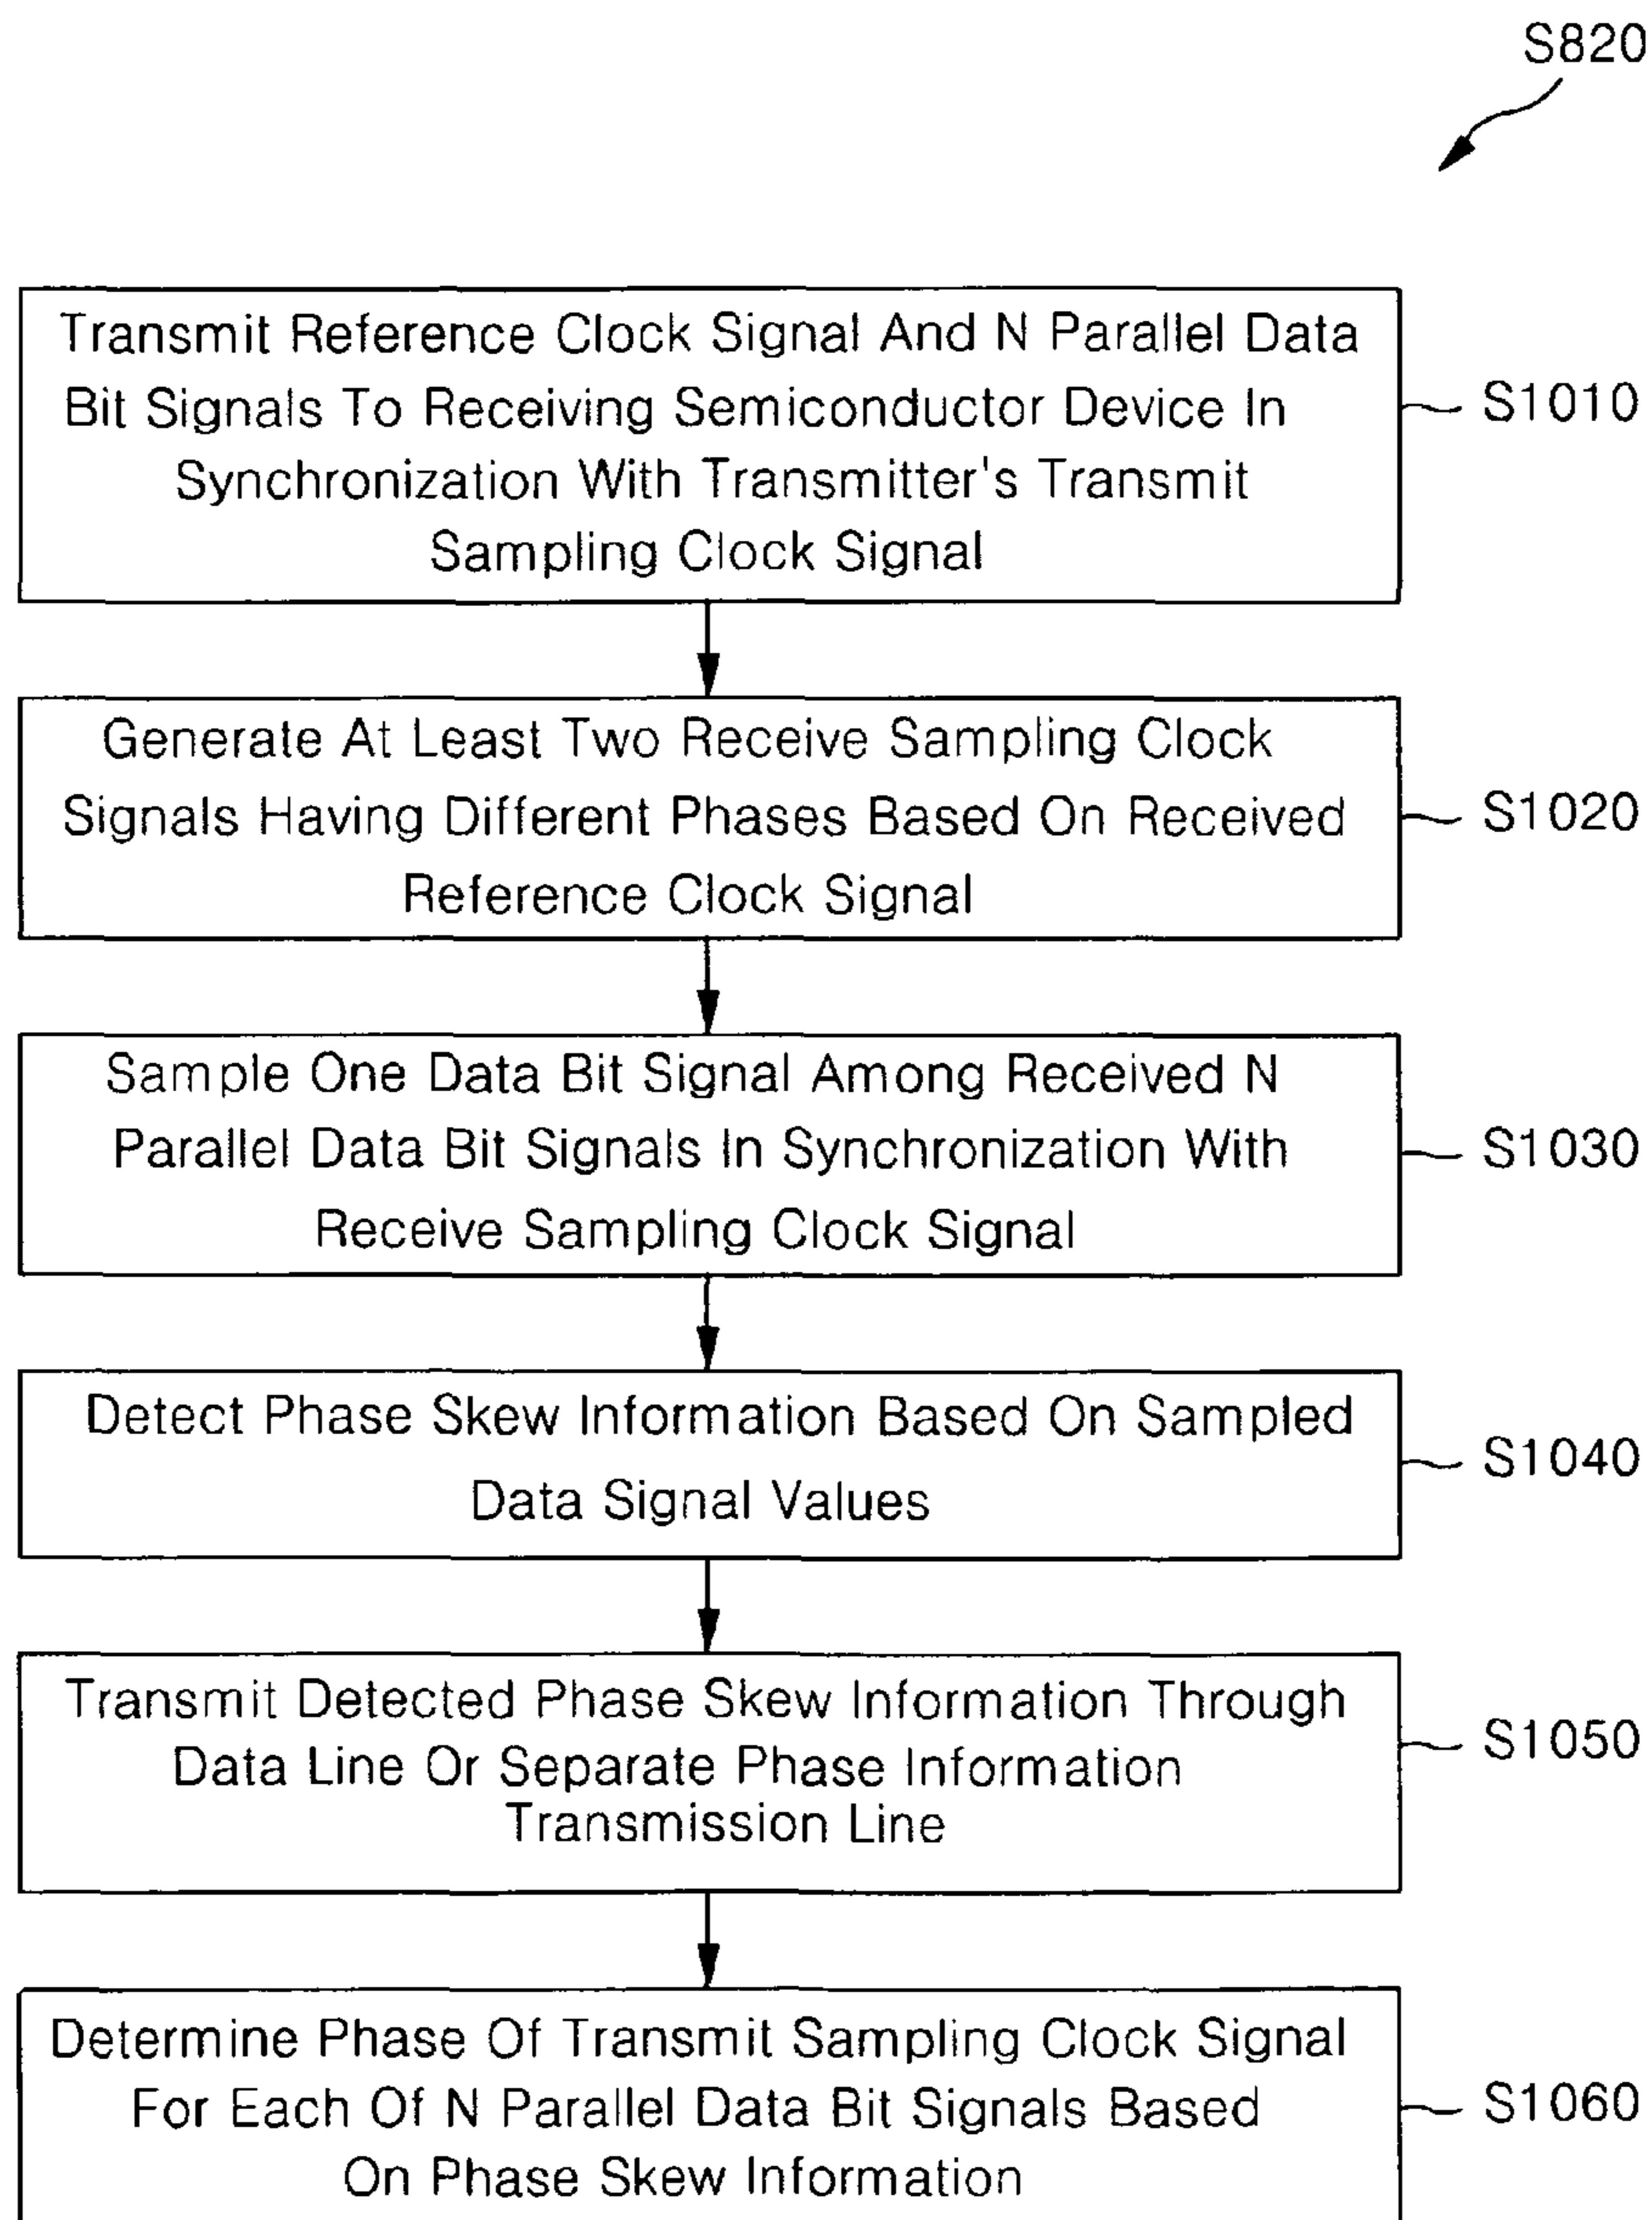 S820
Transmit Reference Clock Signal And N Parallel Data
Bit Signals To Receiving Semiconductor Device In
Synchronization With Transmitter's Transmit
Sampling Clock Signal
S1010
Generate At Least Two Receive Sampling Clock
Signals Having Different Phases Based On Received
Reference Clock Signal
S1020
Sample One Data Bit Signal Among Received N
Parallel Data Bit Signals In Synchronization With
Receive Sampling Clock Signal
S1030
Detect Phase Skew Information Based On Sampled
Data Signal Values
S1040
Transmit Detected Phase Skew Information Through
Data Line Or Separate Phase Information
Transmission Line
S1050
Determine Phase Of Transmit Sampling Clock Signal
For Each Of N Parallel Data Bit Signals Based
On Phase Skew Information
S1060